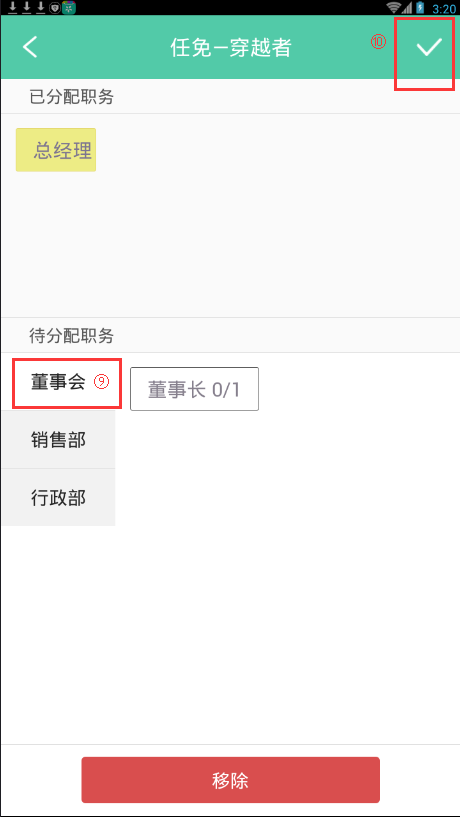 3:20
任免—穿越者 ⑩
已分配职务
总经理
待分配职务
董事会 ⑨ 董事长 0/1
销售部
行政部
移除